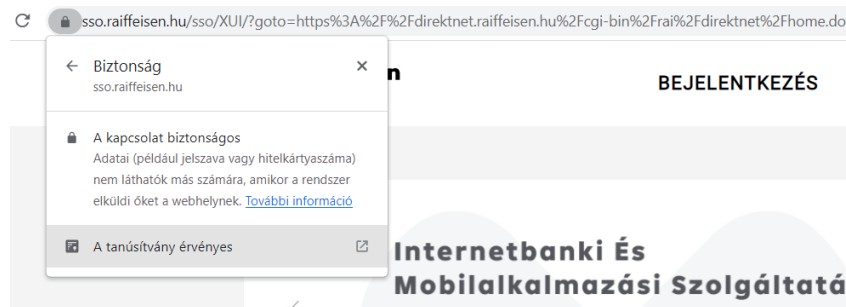 sso.raiffeisen.hu/sso/XUI/?goto=https%3A%2F%2Fdirektnet.raiffeisen.hu%2Fcgi-bin%2Frai%2Fdirektnet%2Fhome.do
Biztonság
sso.raiffeisen.hu
n
BEJELENTKEZÉS
A kapcsolat biztonságos
Adatai (például jelszava vagy hitelkártyaszáma)
nem láthatók más számára, amikor a rendszer
elküldi őket a webhelynek. További információ
A tanúsítvány érvényes
Internetbanki És
Mobilalkalmazási Szolgáltatá